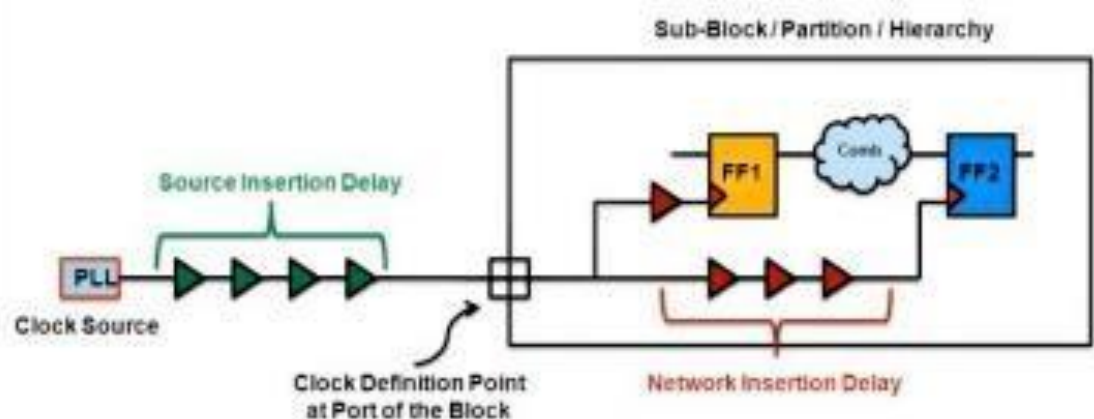 Sub-Block / Partition / Hierarchy
Comb
FF1
FF2
Source Insertion Delay
PLL
Clock Source
Clock Definition Point
at Port of the Block
Network Insertion Delay